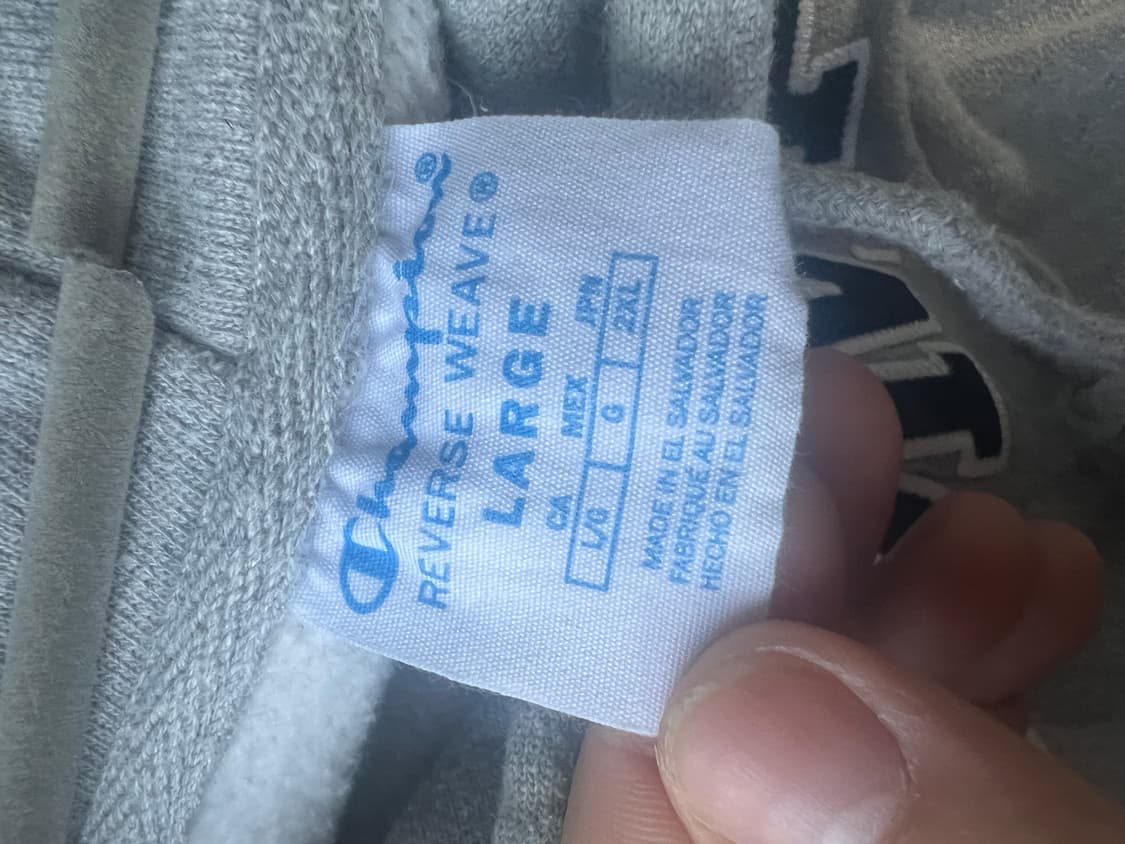 Champion®
REVERSE WEAVE®
LARGE
CA MEX JPN
L/G G 2XL
MADE IN EL SALVADOR
FABRIQUÉ AU SALVADOR
HECHO EN EL SALVADOR